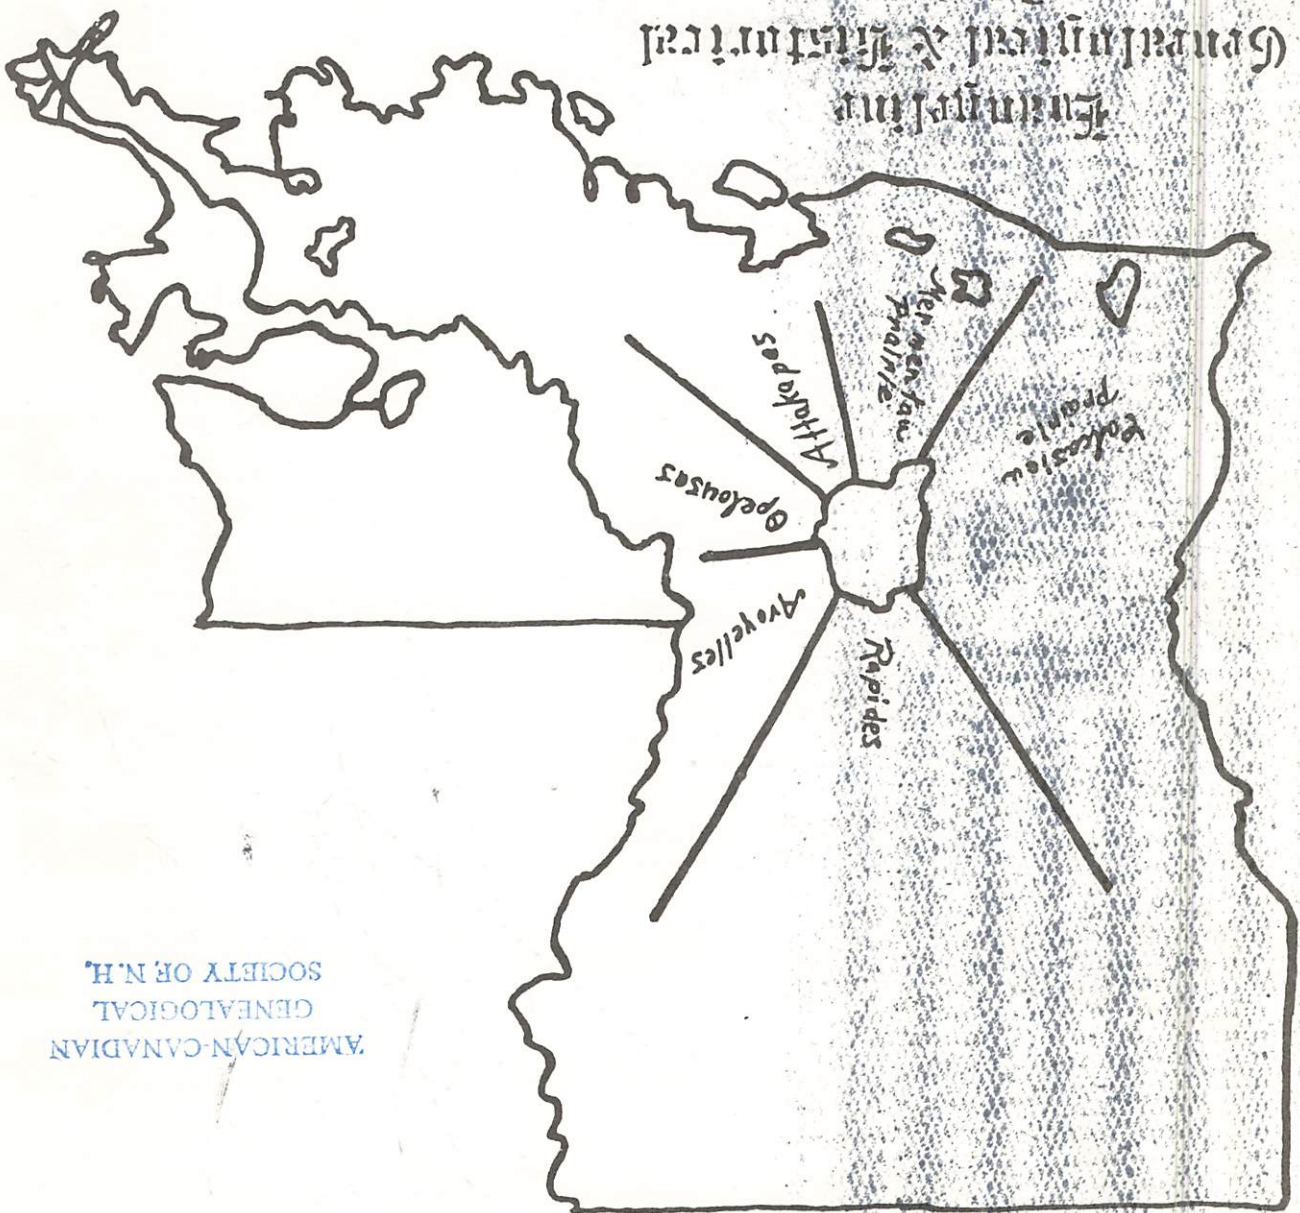 AMERICAN-CANADIAN
GENEALOGICAL
SOCIETY OF N.H.
Rapides
Avoyelles
Opelousas
Calcasieu
prairie
Attakapas
Mermentau
Prairie
Evangeline
Genealogical & Historical